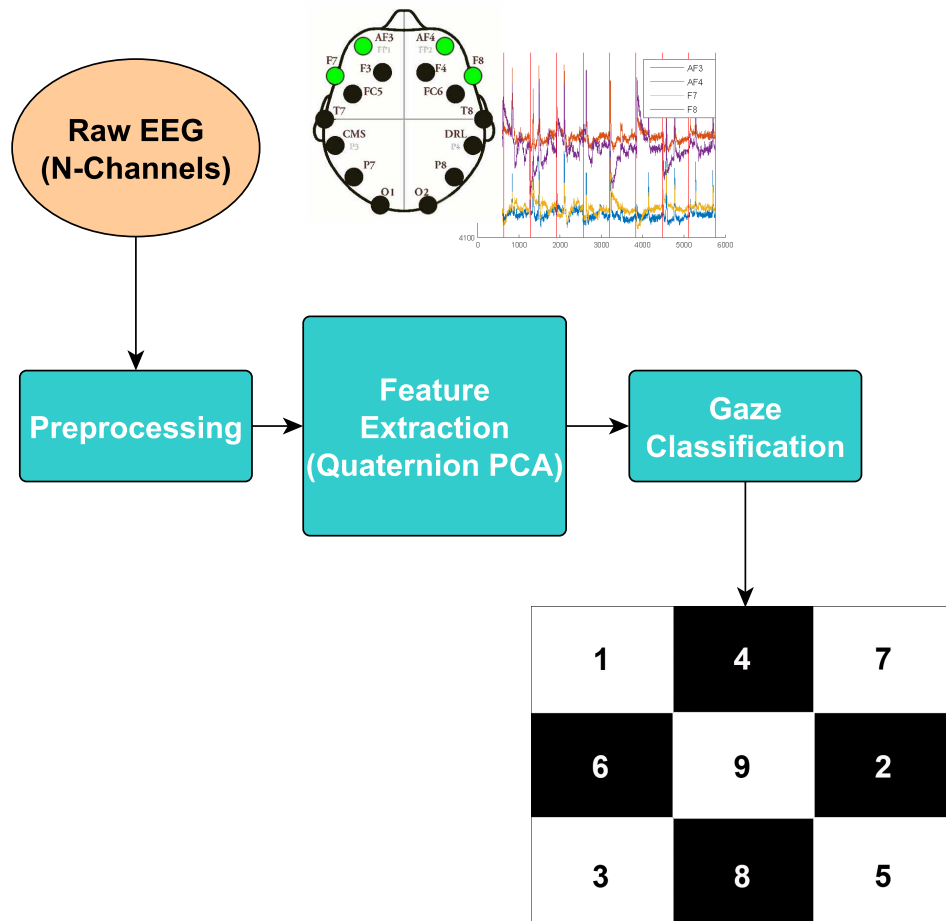 AF3 AF4
FP1 FP2
F7 F8
F3 F4
FC5 FC6
T7 T8
CMS DRL
P3 P4
P7 P8
O1 O2
AF3
AF4
F7
F8
4100
0 1000 2000 3000 4000 5000 6000
Raw EEG
(N-Channels)
Preprocessing
Feature
Extraction
(Quaternion PCA)
Gaze
Classification
1 4 7
6 9 2
3 8 5